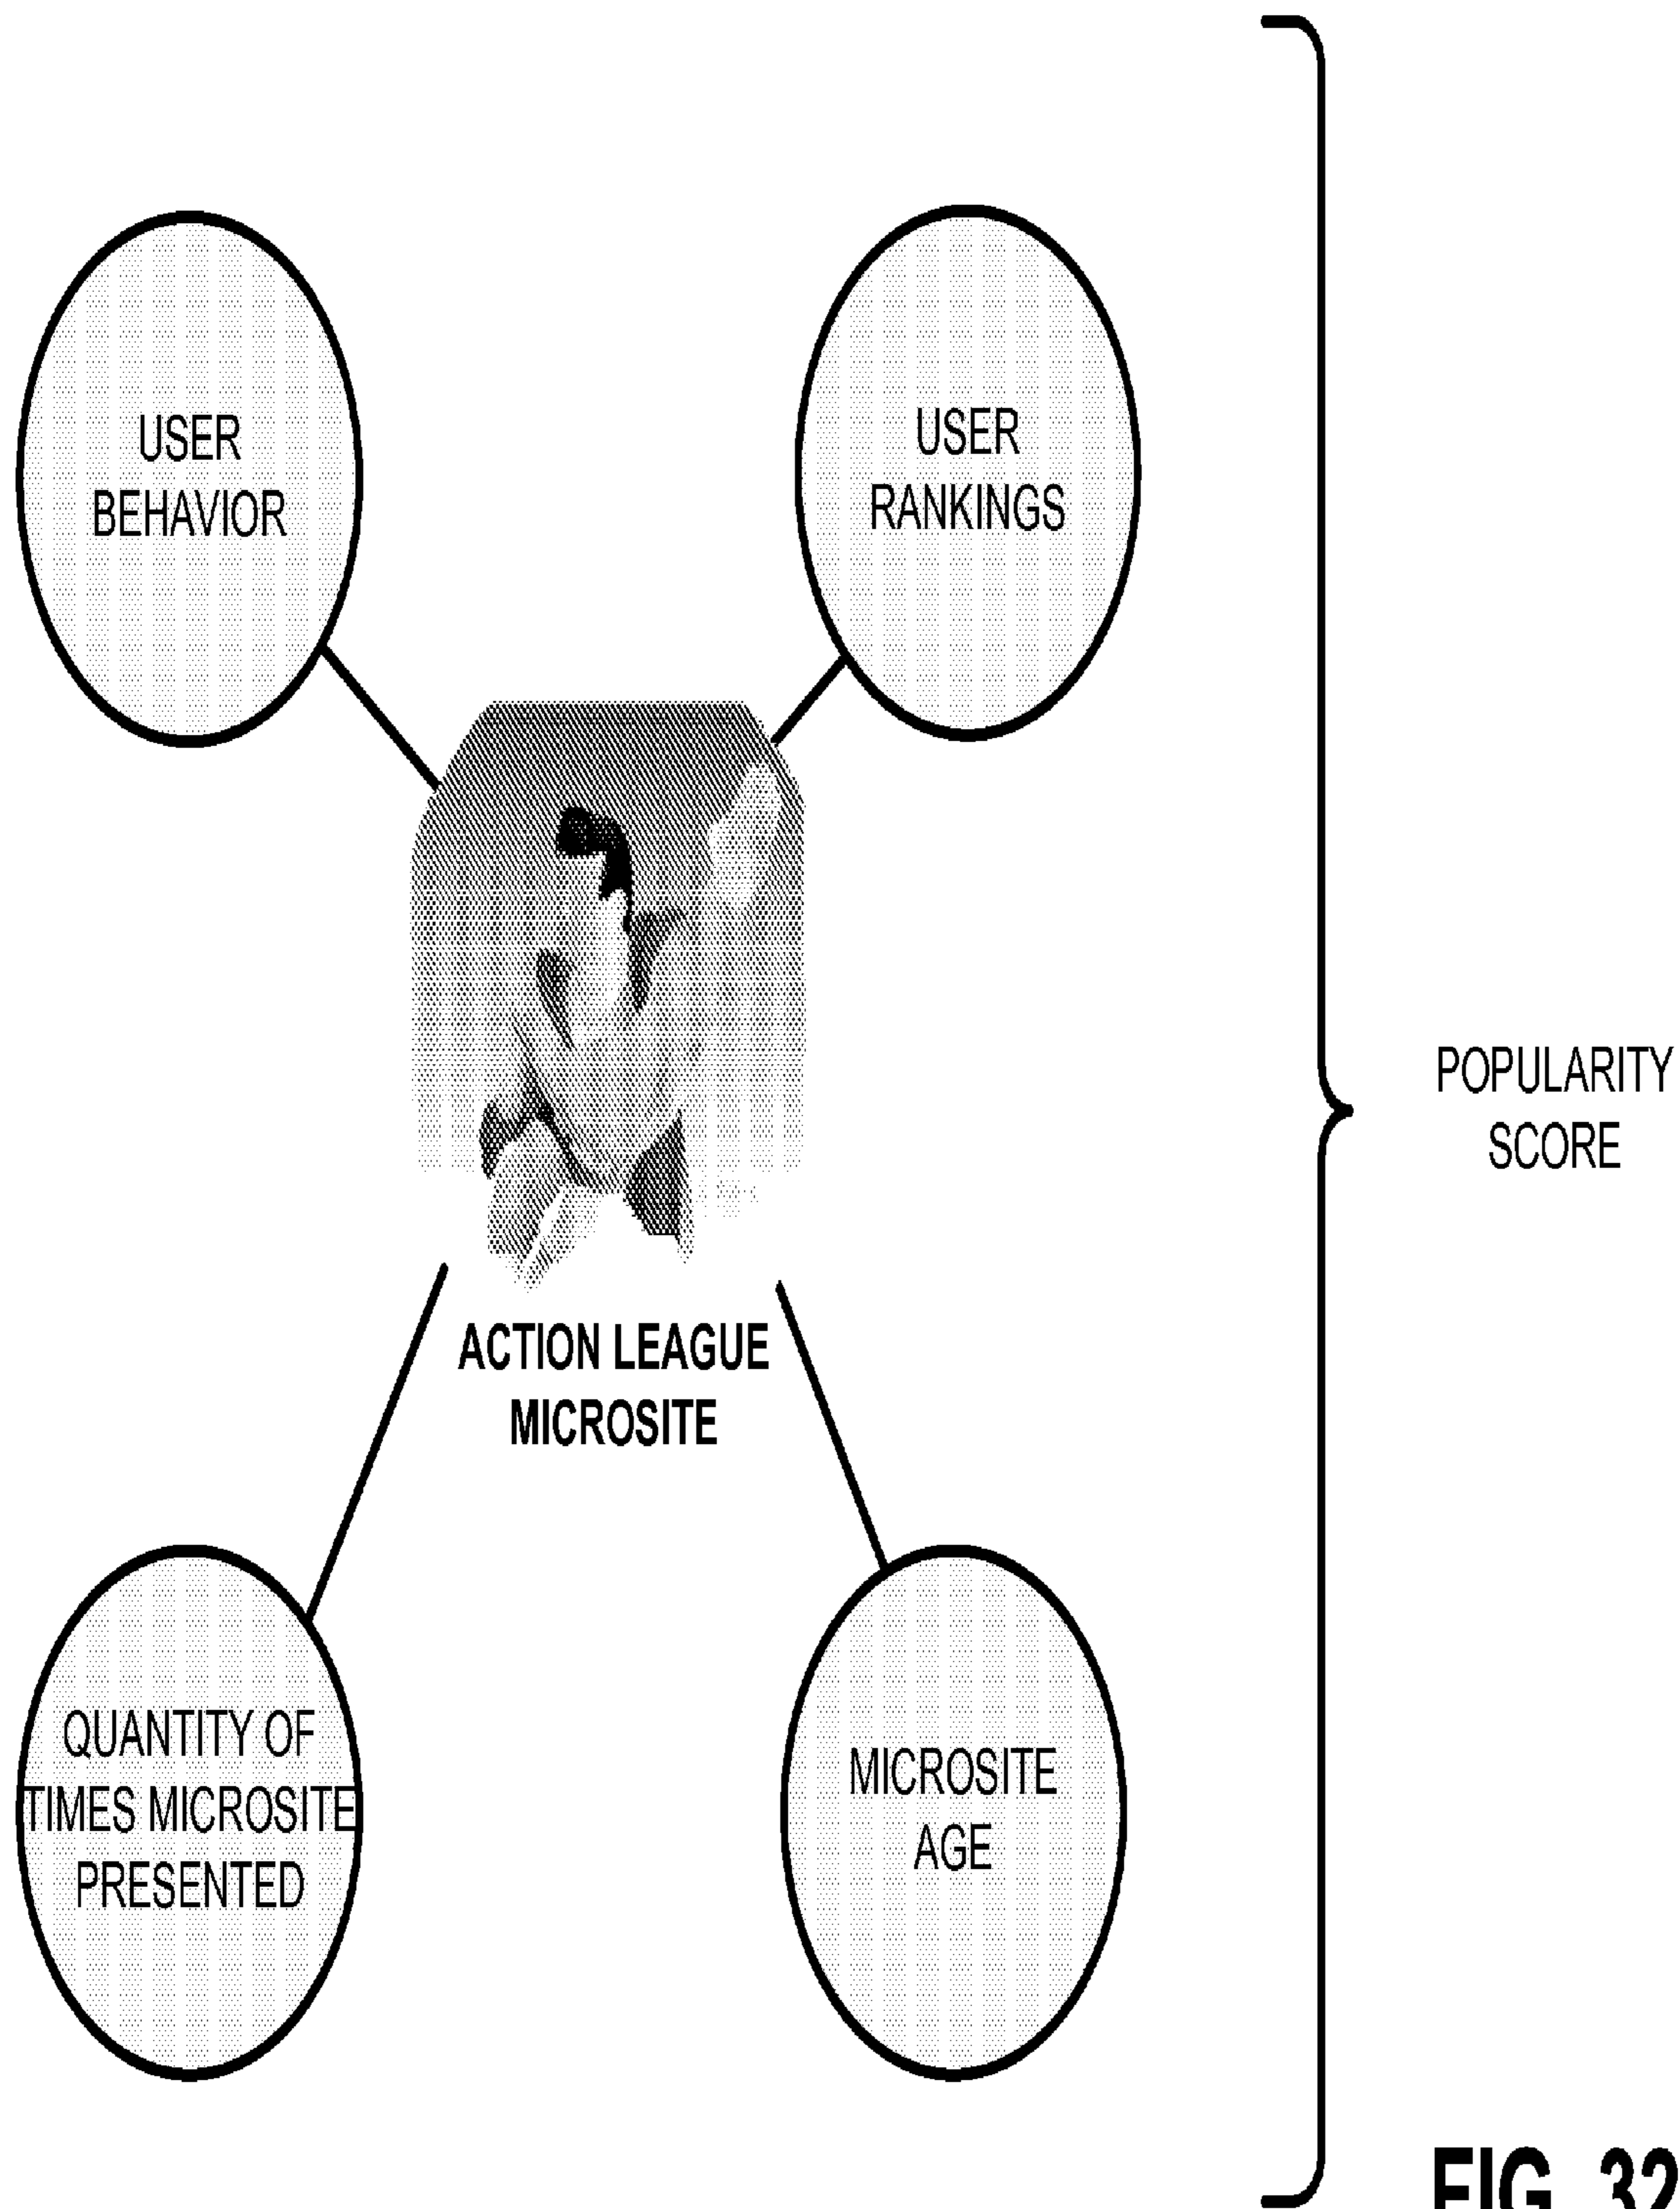 USER
BEHAVIOR
USER
RANKINGS
POPULARITY
SCORE
ACTION LEAGUE
MICROSITE
QUANTITY OF
TIMES MICROSITE
PRESENTED
MICROSITE
AGE
FIG. 32